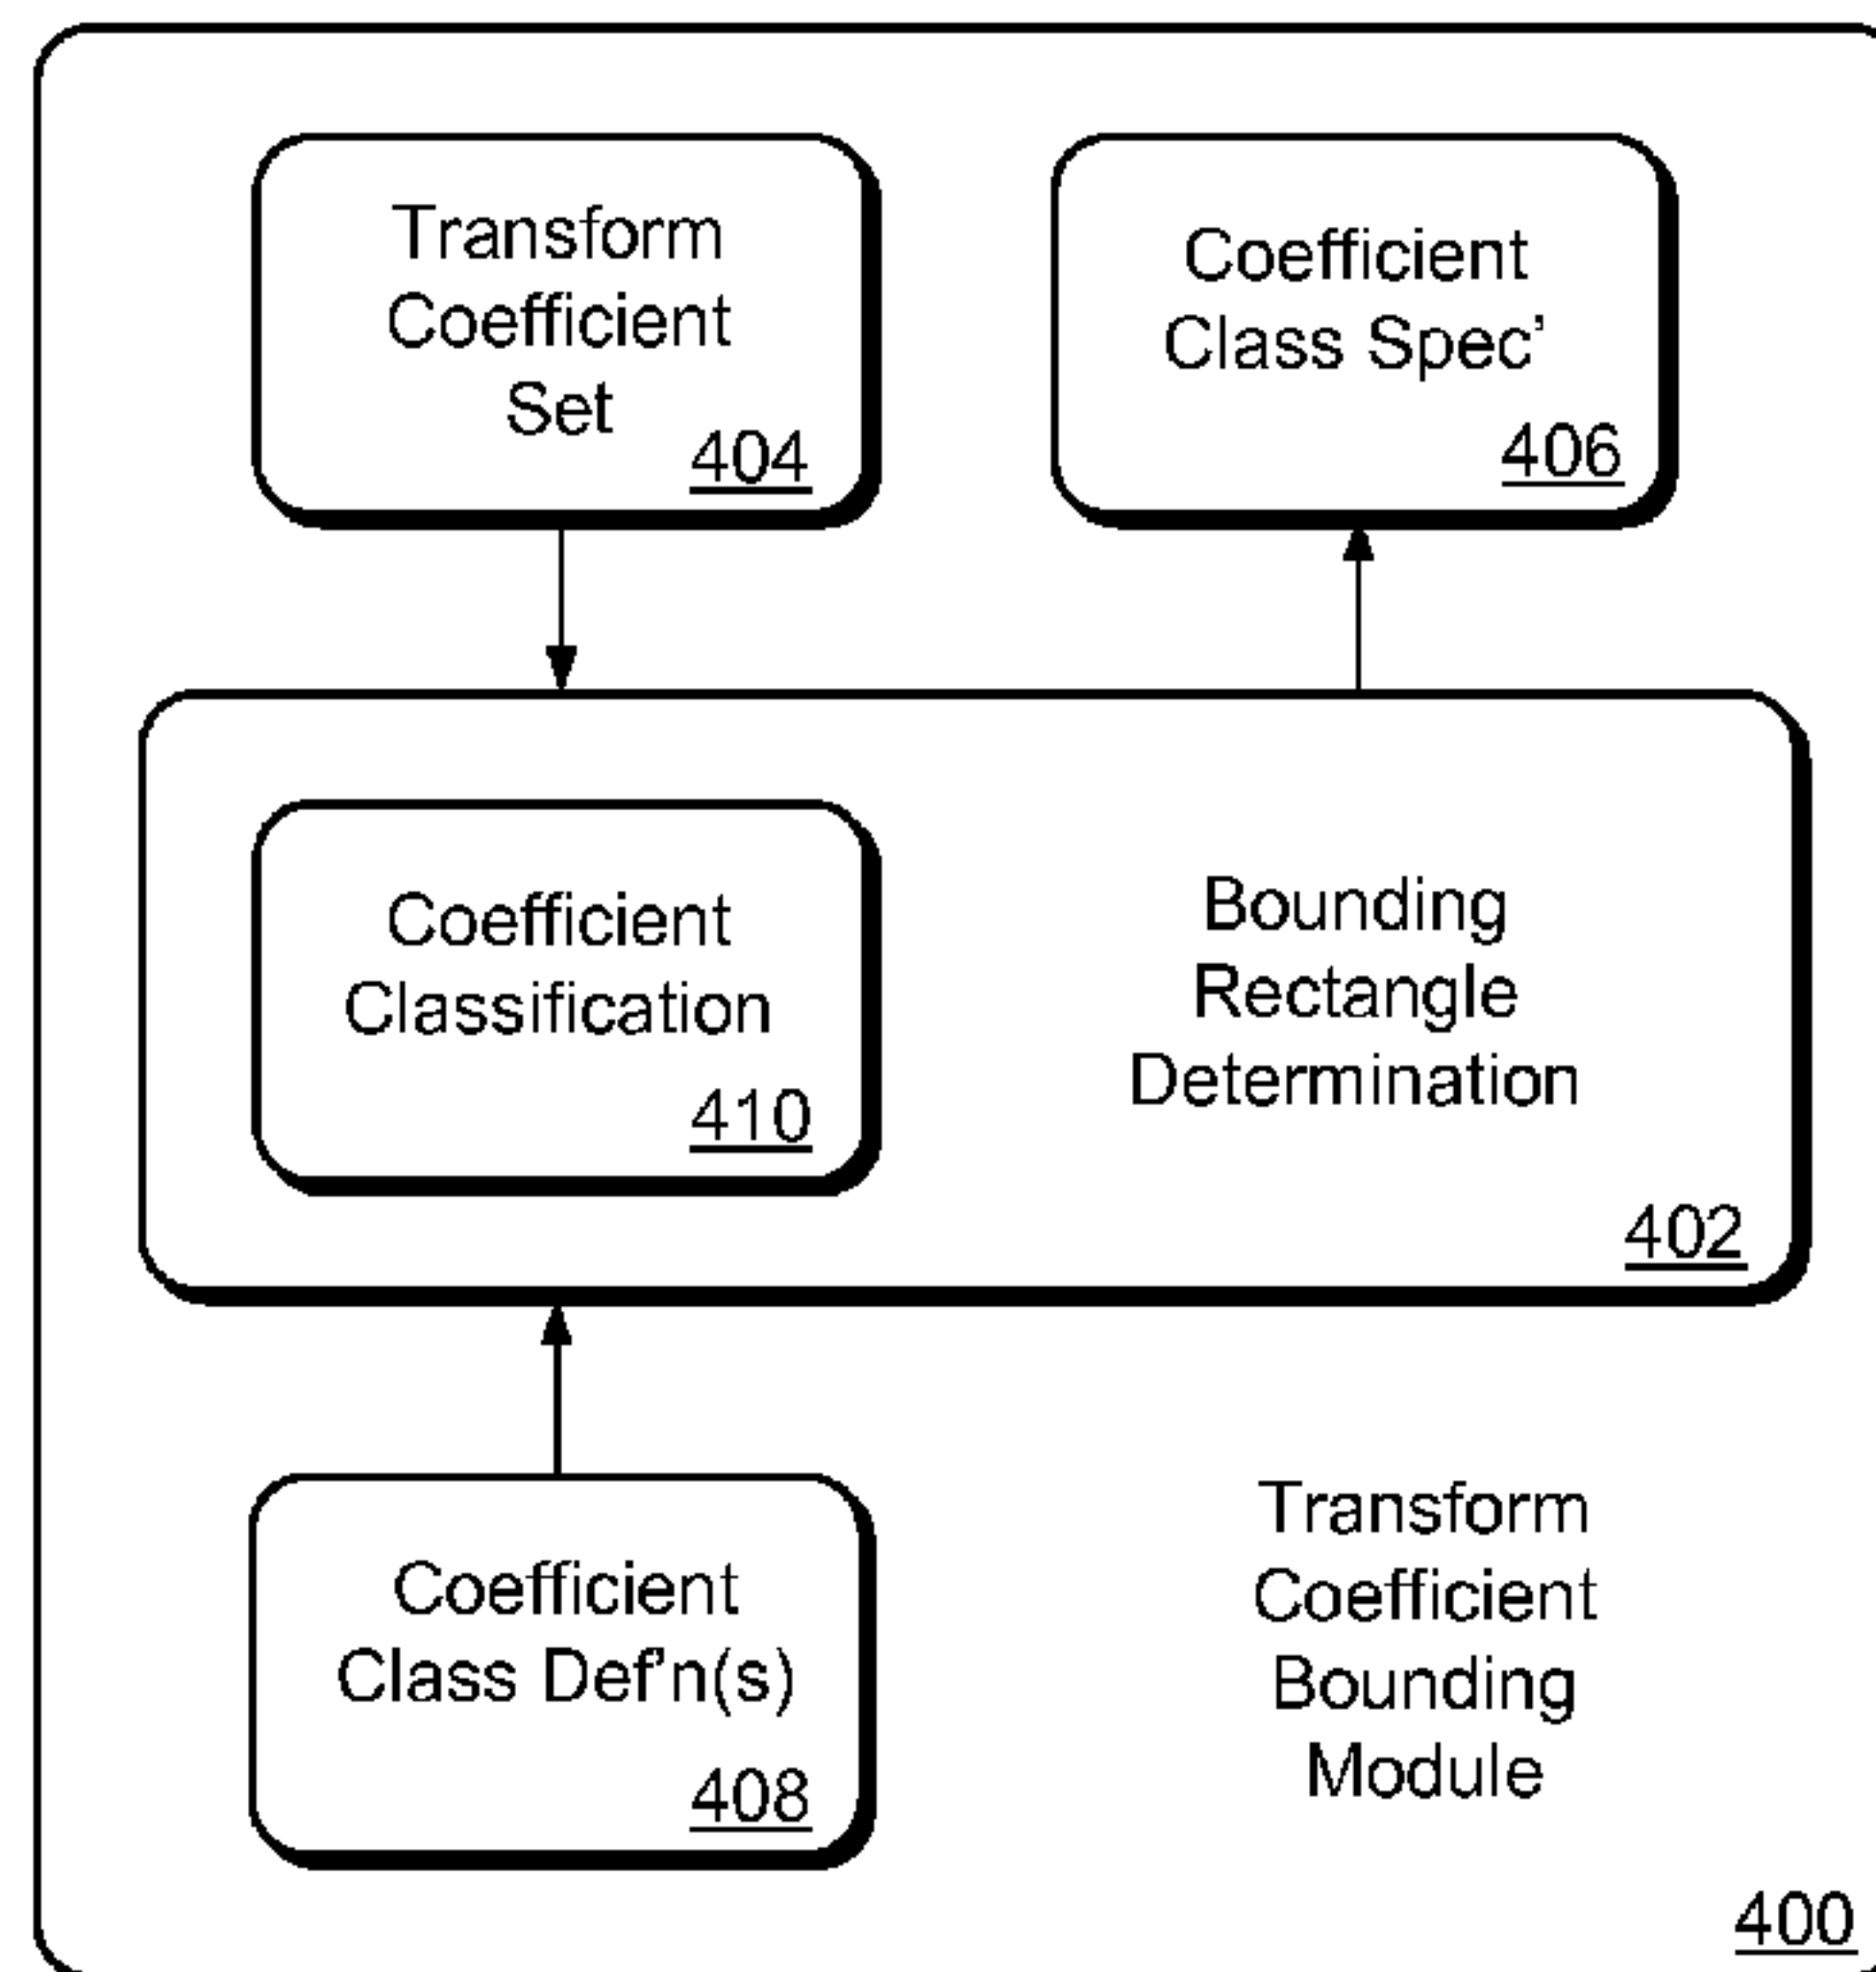 Transform
Coefficient
Set
404
Coefficient
Class Spec'
406
Coefficient
Classification
410
Bounding
Rectangle
Determination
402
Coefficient
Class Def'n(s)
408
Transform
Coefficient
Bounding
Module
400